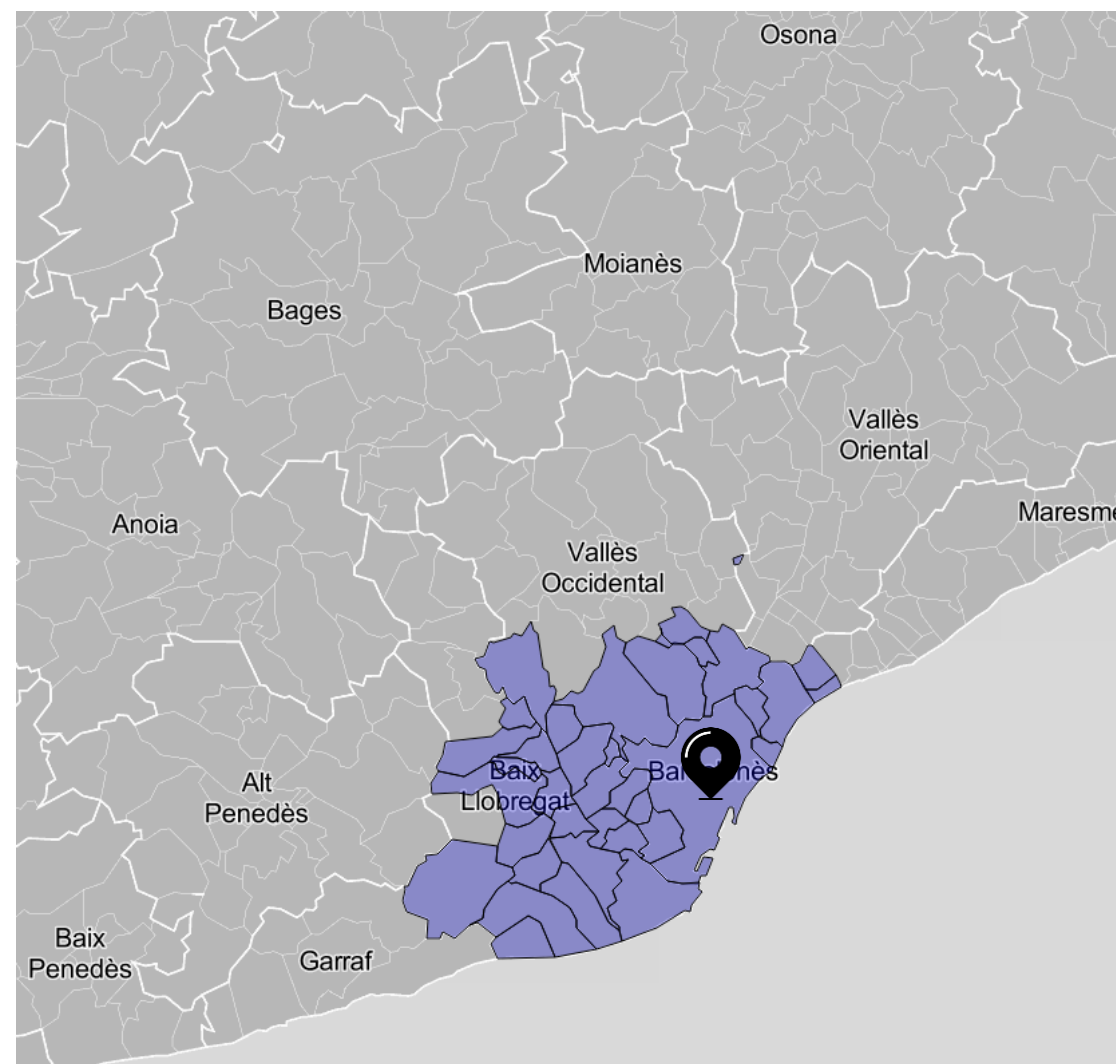 Osona
Moianès
Bages
Vallès
Oriental
Maresme
Anoia
Vallès
Occidental
Baix
Llobregat
Alt
Penedès
Baix
Penedès
Garraf